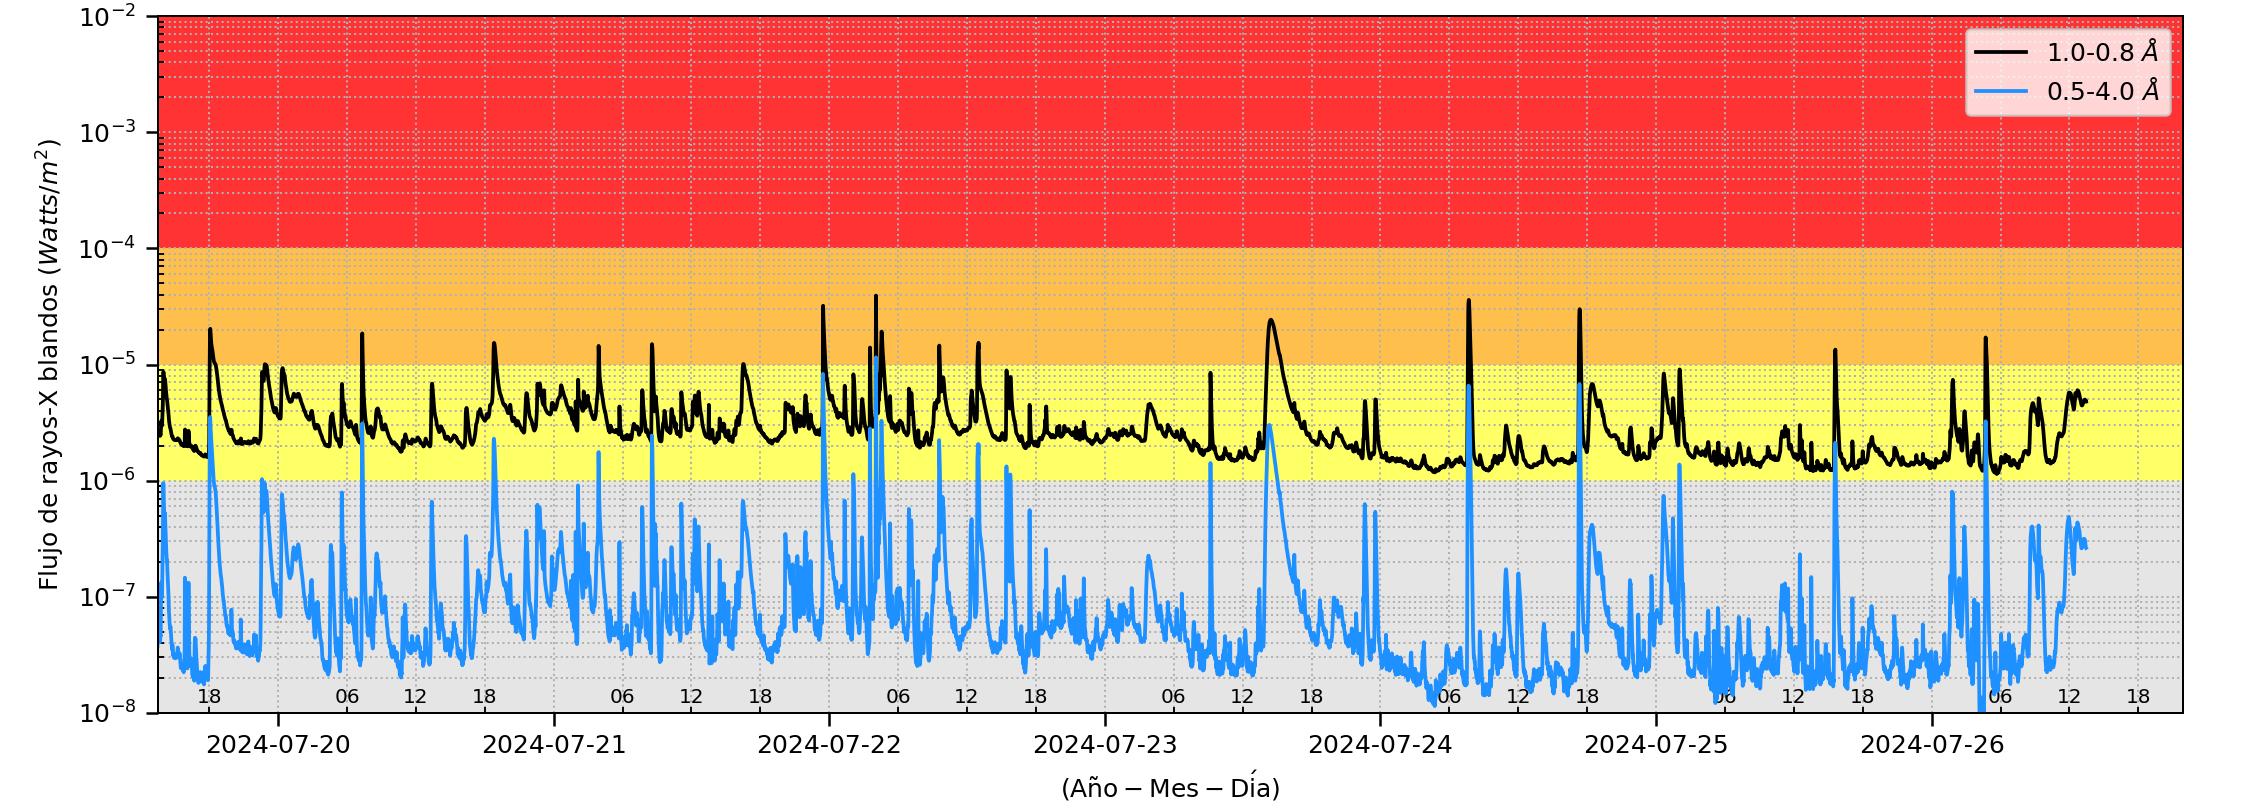 10⁻²
10⁻³
10⁻⁴
10⁻⁵
10⁻⁶
10⁻⁷
10⁻⁸
Flujo de rayos-X blandos (Watts/m²)
1.0-0.8 Å
0.5-4.0 Å
18 06 12 18 06 12 18 06 12 18 06 12 18 06 12 18 06 12 18 06 12 18
2024-07-20 2024-07-21 2024-07-22 2024-07-23 2024-07-24 2024-07-25 2024-07-26
(Año − Mes − Día)